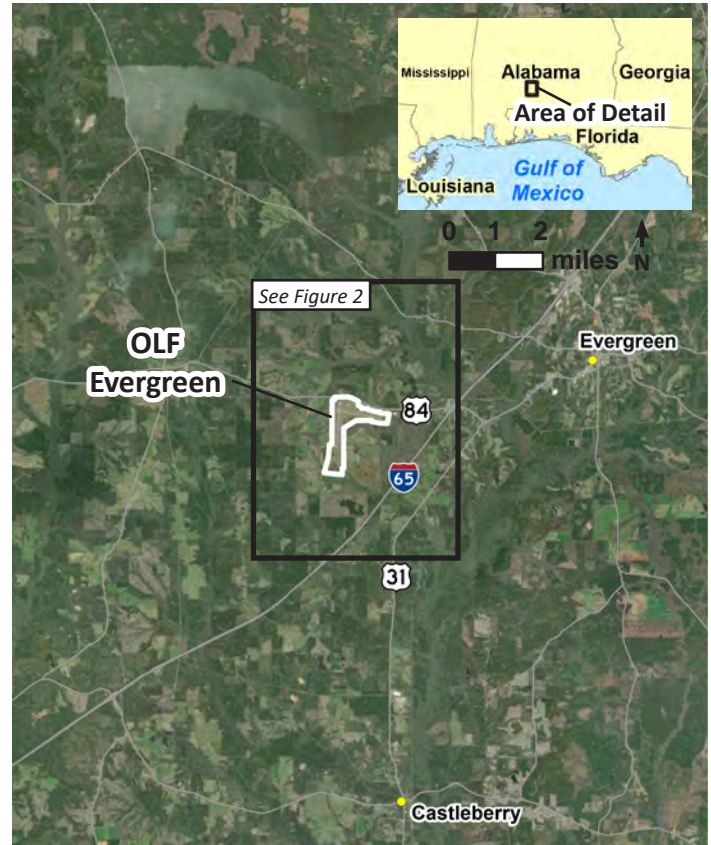 Mississippi
Alabama
Georgia
Area of Detail
Florida
Louisiana
Gulf of
Mexico
0 1 2
miles
N
See Figure 2
OLF
Evergreen
Evergreen
84
65
31
Castleberry